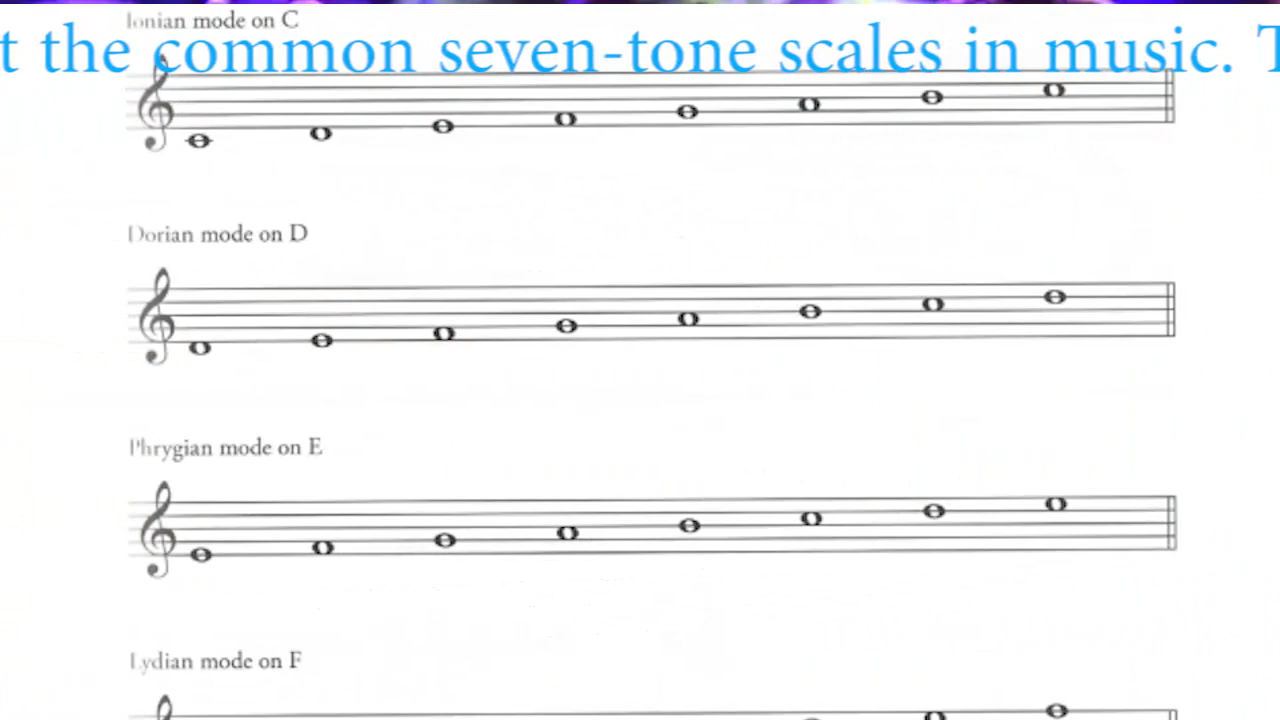 Ionian mode on C
t the common seven-tone scales in music. T
Dorian mode on D
Phrygian mode on E
Lydian mode on F